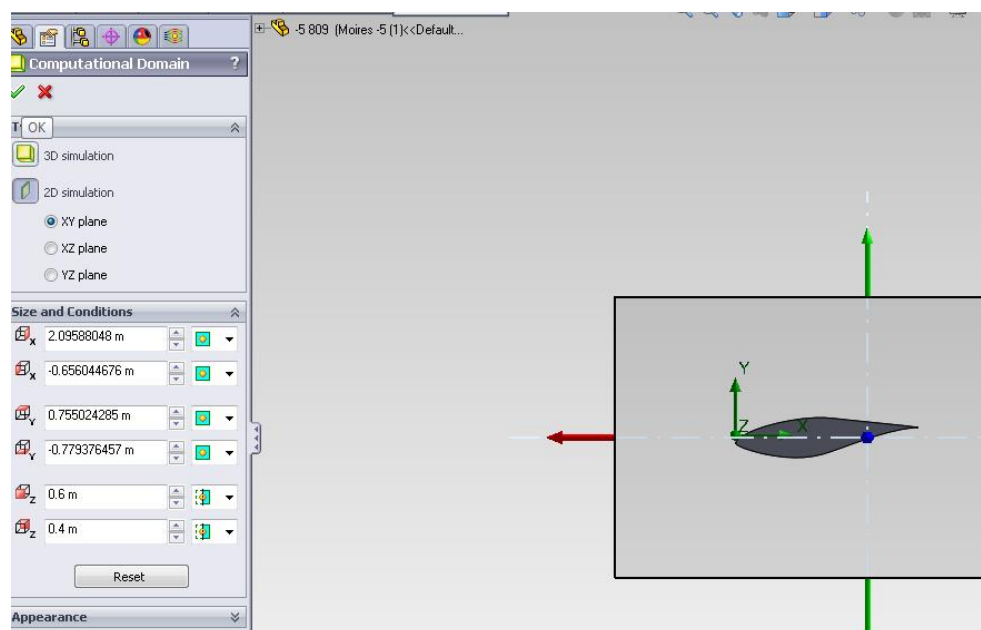 -5 809 (Moires -5 (1)<<Default...
Computational Domain ?
OK
3D simulation
2D simulation
XY plane
XZ plane
YZ plane
Size and Conditions
X 2.09588048 m
X -0.656044676 m
Y 0.755024285 m
Y -0.779376457 m
Z 0.6 m
Z 0.4 m
Reset
Appearance
Y
Z X